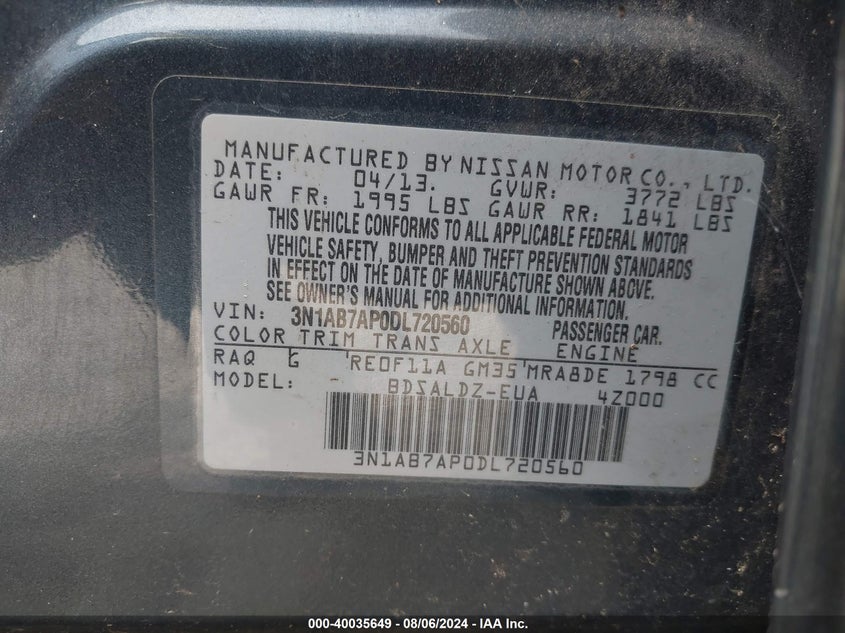 MANUFACTURED BY NISSAN MOTOR CO., LTD.
DATE: 04/13. GVWR: 3772 LBS
GAWR FR: 1995 LBS GAWR RR: 1841 LBS
THIS VEHICLE CONFORMS TO ALL APPLICABLE FEDERAL MOTOR
VEHICLE SAFETY, BUMPER AND THEFT PREVENTION STANDARDS
IN EFFECT ON THE DATE OF MANUFACTURE SHOWN ABOVE.
SEE OWNER'S MANUAL FOR ADDITIONAL INFORMATION.
VIN: 3N1AB7AP0DL720560 PASSENGER CAR.
COLOR TRIM TRANS AXLE ENGINE
RAQ G RE0F11A GM35 MRA8DE 1798 CC
MODEL: BDSALDZ-EUA 4Z000
3N1AB7AP0DL720560
000-40035649 - 08/06/2024 - IAA Inc.